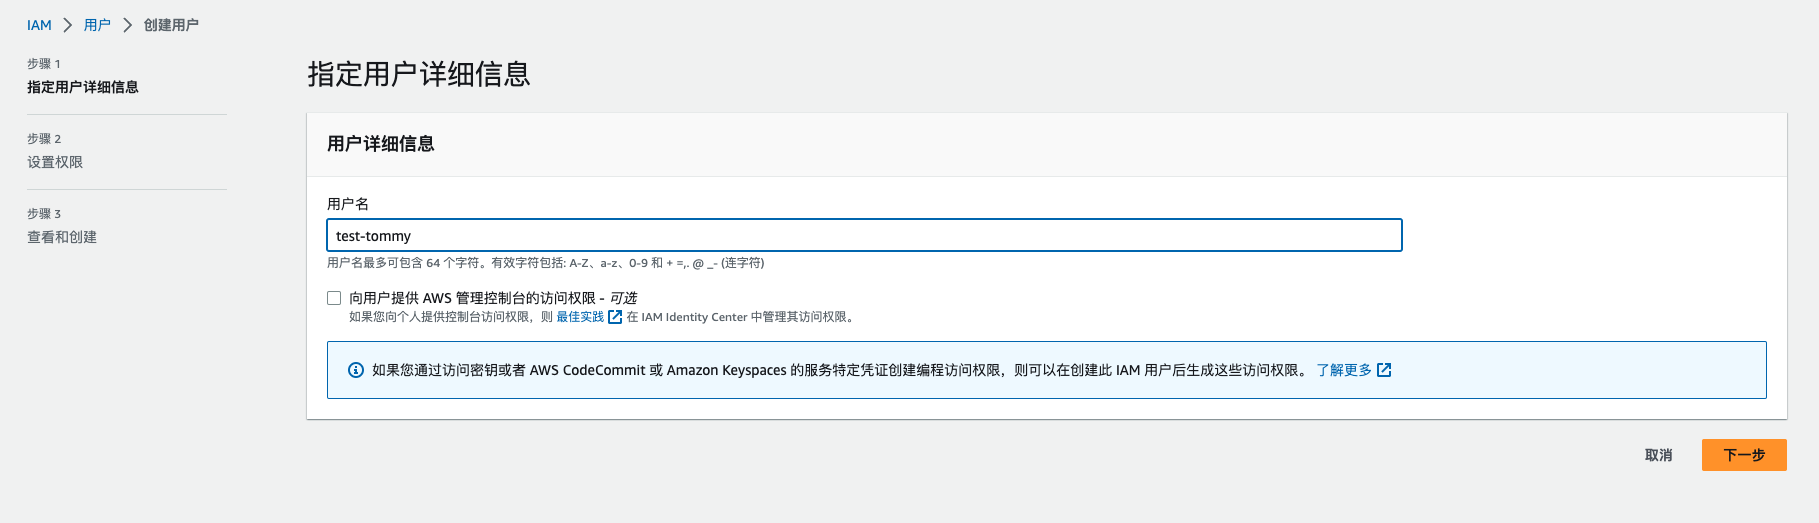 IAM > 用户 > 创建用户
步骤 1
指定用户详细信息
步骤 2
设置权限
步骤 3
查看和创建
指定用户详细信息
用户详细信息
用户名
test-tommy
用户名最多可包含 64 个字符。有效字符包括: A-Z、a-z、0-9 和 + =,. @ _- (连字符)
向用户提供 AWS 管理控制台的访问权限 - 可选
如果您向个人提供控制台访问权限，则 最佳实践 在 IAM Identity Center 中管理其访问权限。
如果您通过访问密钥或者 AWS CodeCommit 或 Amazon Keyspaces 的服务特定凭证创建编程访问权限，则可以在创建此 IAM 用户后生成这些访问权限。 了解更多
取消
下一步